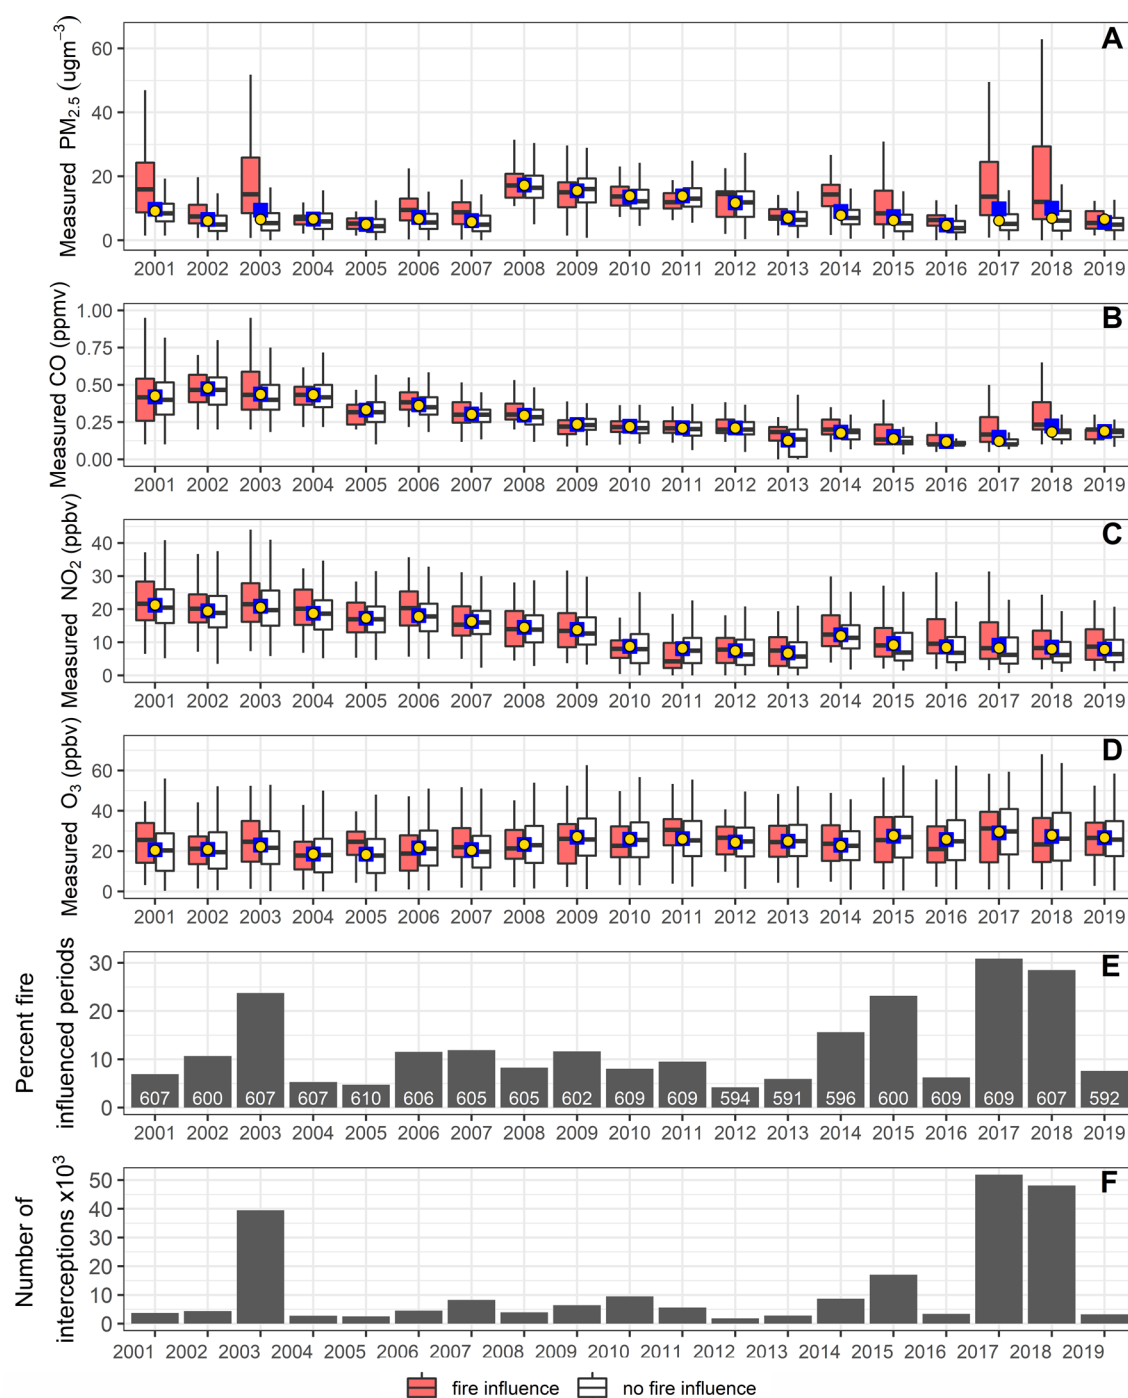 A
Measured PM2.5 (ugm−3)
60
40
20
0
2001 2002 2003 2004 2005 2006 2007 2008 2009 2010 2011 2012 2013 2014 2015 2016 2017 2018 2019
B
Measured CO (ppmv)
1.00
0.75
0.50
0.25
0.00
2001 2002 2003 2004 2005 2006 2007 2008 2009 2010 2011 2012 2013 2014 2015 2016 2017 2018 2019
C
Measured NO2 (ppbv)
40
30
20
10
0
2001 2002 2003 2004 2005 2006 2007 2008 2009 2010 2011 2012 2013 2014 2015 2016 2017 2018 2019
D
Measured O3 (ppbv)
60
40
20
0
2001 2002 2003 2004 2005 2006 2007 2008 2009 2010 2011 2012 2013 2014 2015 2016 2017 2018 2019
E
Percent fire
influenced periods
30
20
10
0
607 600 607 607 610 606 605 605 602 609 609 594 591 596 600 609 609 607 592
2001 2002 2003 2004 2005 2006 2007 2008 2009 2010 2011 2012 2013 2014 2015 2016 2017 2018 2019
F
Number of
interceptions x103
50
40
30
20
10
0
2001 2002 2003 2004 2005 2006 2007 2008 2009 2010 2011 2012 2013 2014 2015 2016 2017 2018 2019
fire influence no fire influence